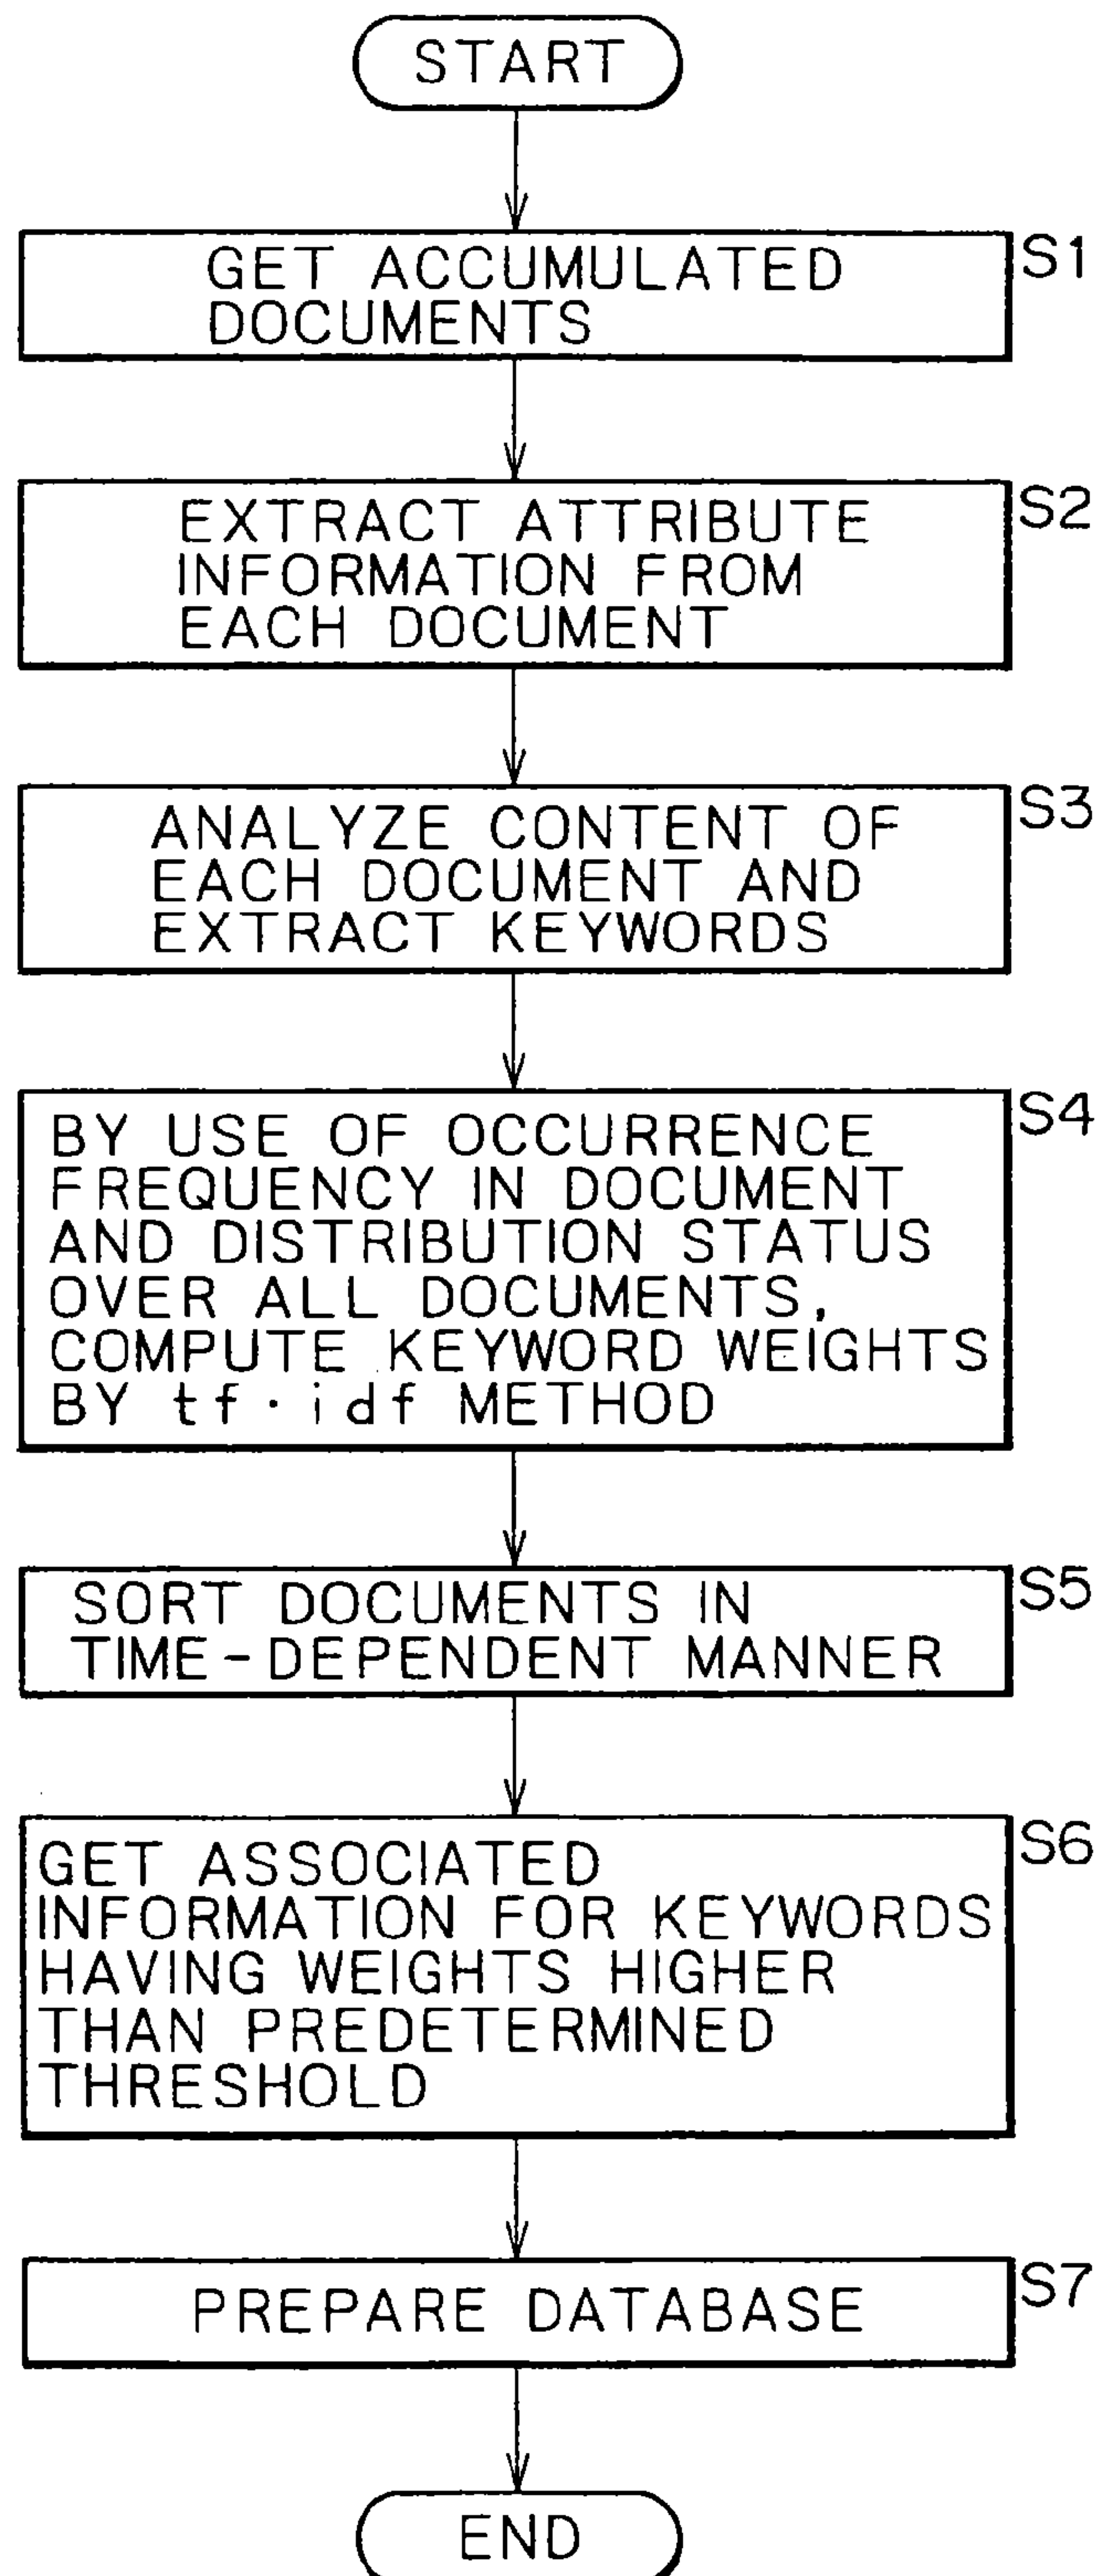 START
S1
GET ACCUMULATED
DOCUMENTS
S2
EXTRACT ATTRIBUTE
INFORMATION FROM
EACH DOCUMENT
S3
ANALYZE CONTENT OF
EACH DOCUMENT AND
EXTRACT KEYWORDS
S4
BY USE OF OCCURRENCE
FREQUENCY IN DOCUMENT
AND DISTRIBUTION STATUS
OVER ALL DOCUMENTS,
COMPUTE KEYWORD WEIGHTS
BY tf·idf METHOD
S5
SORT DOCUMENTS IN
TIME-DEPENDENT MANNER
S6
GET ASSOCIATED
INFORMATION FOR KEYWORDS
HAVING WEIGHTS HIGHER
THAN PREDETERMINED
THRESHOLD
S7
PREPARE DATABASE
END